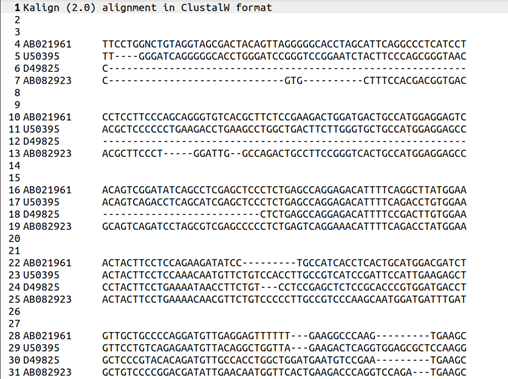 1 Kalign (2.0) alignment in ClustalW format
2
3
4 AB021961 TTCCTGGNCTGTAGGTAGCGACTACAGTTAGGGGGCACCTAGCATTCAGGCCCTCATCCT
5 U50395 TT----GGGATCAGGGGGCACCTGGGATCCGGGTCCGGAATCTACTTCCCAGCGGGTAAC
6 D49825 C-----------------------------------------------------------
7 AB082923 C-----------------------------GTG---------CTTTCCACGACGGTGAC
8
9
10 AB021961 CCTCCTTCCCAGCAGGGTGTCACGCTTCTCCGAAGACTGGATGACTGCCATGGAGGAGTC
11 U50395 ACGCTCCCCCCTGAAGACCTGAAGCCTGGCTGACTTCTTGGGTGCTGCCATGGAGGAGCC
12 D49825 ------------------------------------------------------------
13 AB082923 ACGCTTCCCT-----GGATTG--GCCAGACTGCCTTCCGGGTCACTGCCATGGAGGAGCC
14
15
16 AB021961 ACAGTCGGATATCAGCCTCGAGCTCCCTCTGAGCCAGGAGACATTTTCAGGCTTATGGAA
17 U50395 ACAGTCAGACCTCAGCATCGAGCTCCCTCTGAGCCAGGAGACATTTTCAGACCTGTGGAA
18 D49825 --------------------------CTCTGAGCCAGGAGACATTTTCCGACTTGTGGAA
19 AB082923 GCAGTCAGATCCTAGCGTCGAGCCCCCTCTGAGTCAGGAAACATTTTCAGACCTATGGAA
20
21
22 AB021961 ACTACTTCCTCCAGAAGATATCC---------TGCCATCACCTCACTGCATGGACGATCT
23 U50395 ACTACTTCCTCCAAACAATGTTCTGTCCACCTTGCCGTCATCCGATTCCATTGAAGAGCT
24 D49825 CCTACTTCCTGAAAATAACCTTCTGT---CCTCCGAGCTCTCCGCACCCGTGGATGACCT
25 AB082923 ACTACTTCCTGAAAACAACGTTCTGTCCCCCTTGCCGTCCCAAGCAATGGATGATTTGAT
26
27
28 AB021961 GTTGCTGCCCCAGGATGTTGAGGAGTTTTTT---GAAGGCCCAAG---------TGAAGC
29 U50395 GTTCCTGTCAGAGAATGTTACAGGCTGGTTA---GAAGACTCAGGTGGAGCGCTCCAAGG
30 D49825 GCTCCCGTACACAGATGTTGCCACCTGGCTGGATGAATGTCCGAA---------TGAAGC
31 AB082923 GCTGTCCCCGGACGATATTGAACAATGGTTCACTGAAGACCCAGGTCCAGA---TGAAGC